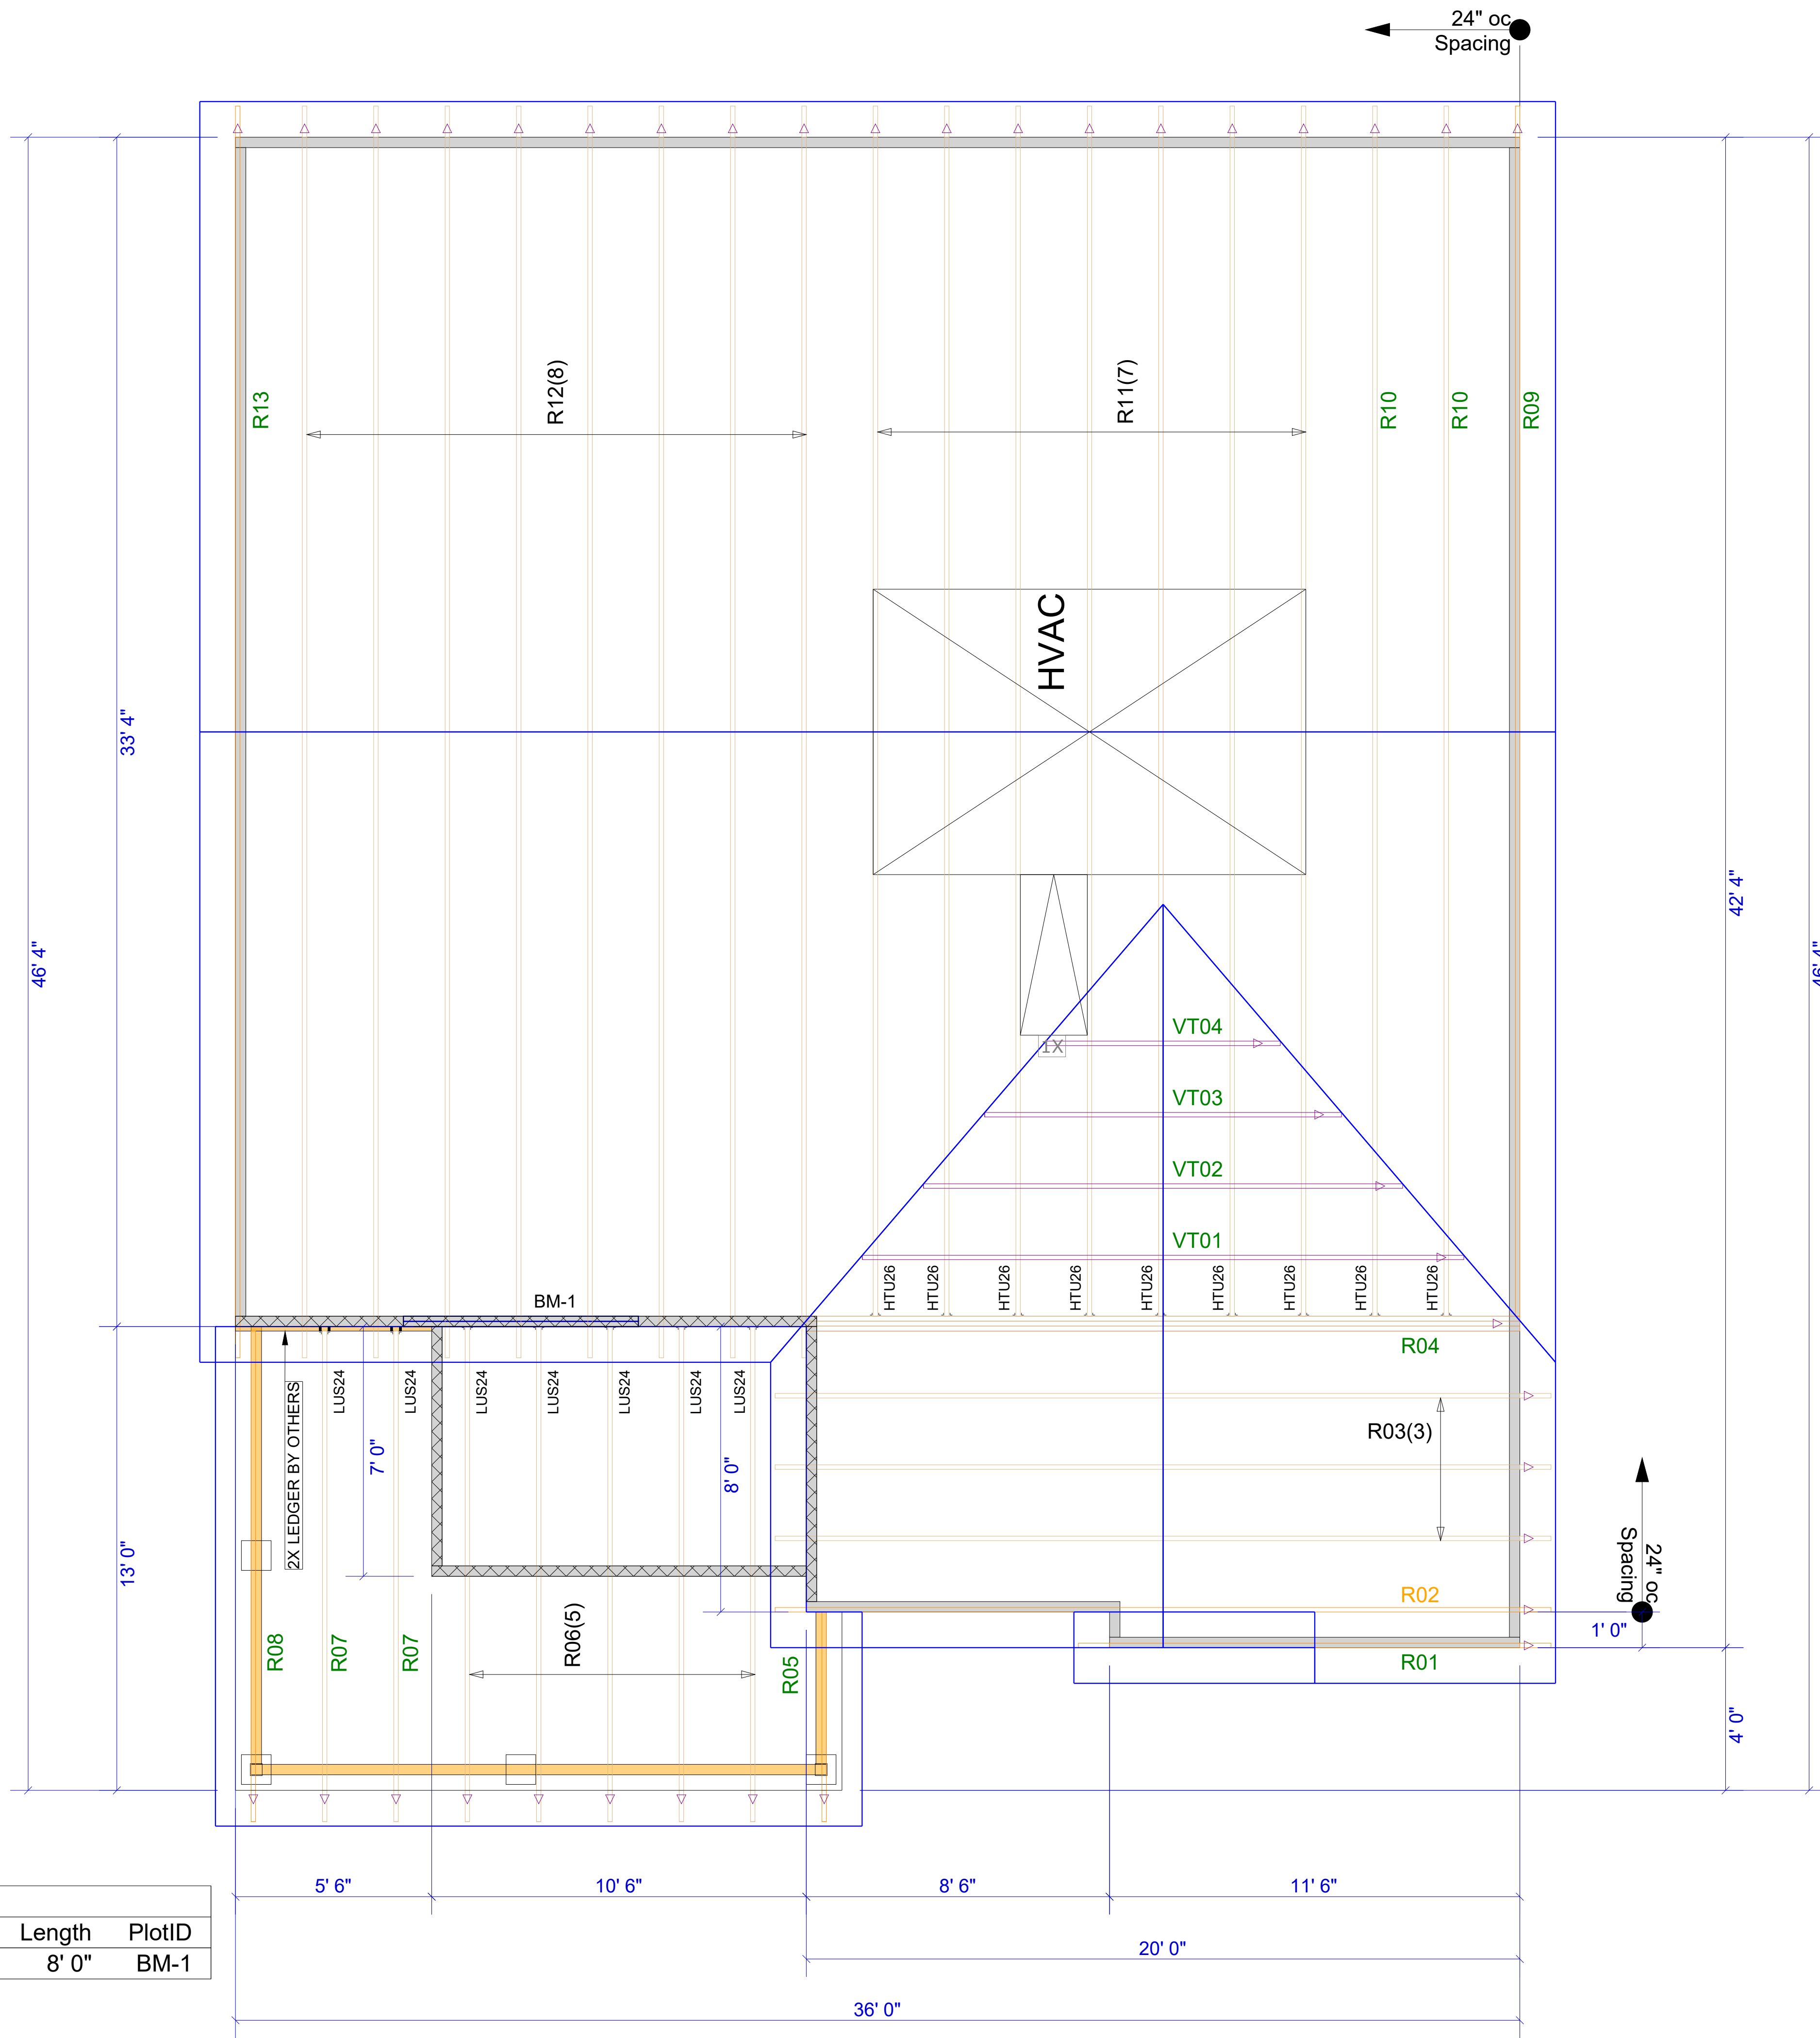 24" oc
Spacing
R13
R12(8)
R11(7)
R10
R10
R09
HVAC
33' 4"
46' 4"
42' 4"
46' 4"
VT04
1X
VT03
VT02
VT01
HTU26
HTU26
HTU26
HTU26
HTU26
HTU26
HTU26
HTU26
HTU26
BM-1
R04
2X LEDGER BY OTHERS
LUS24
LUS24
LUS24
LUS24
LUS24
LUS24
LUS24
7' 0"
8' 0"
R03(3)
13' 0"
24" oc
Spacing
R02
1' 0"
R01
R08
R07
R07
R06(5)
R05
4' 0"
5' 6"
10' 6"
8' 6"
11' 6"
Length PlotID
8' 0" BM-1
20' 0"
36' 0"